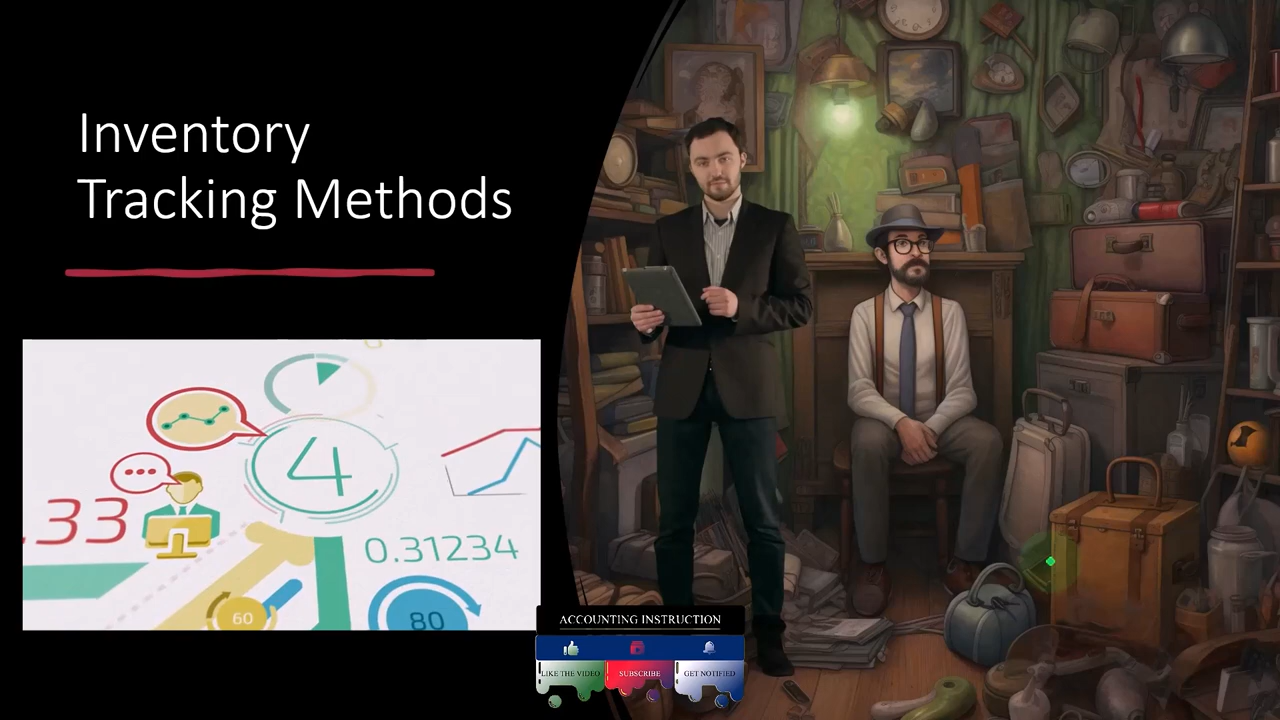 Inventory
Tracking Methods
4
.33
0.31234
60
80
ACCOUNTING INSTRUCTION
LIKE THE VIDEO
SUBSCRIBE
GET NOTIFIED